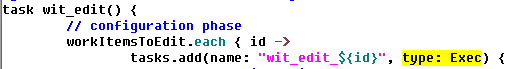 task wit_edit() {
// configuration phase
workItemsToEdit.each { id ->
tasks.add(name: "wit_edit_${id}", type: Exec) {